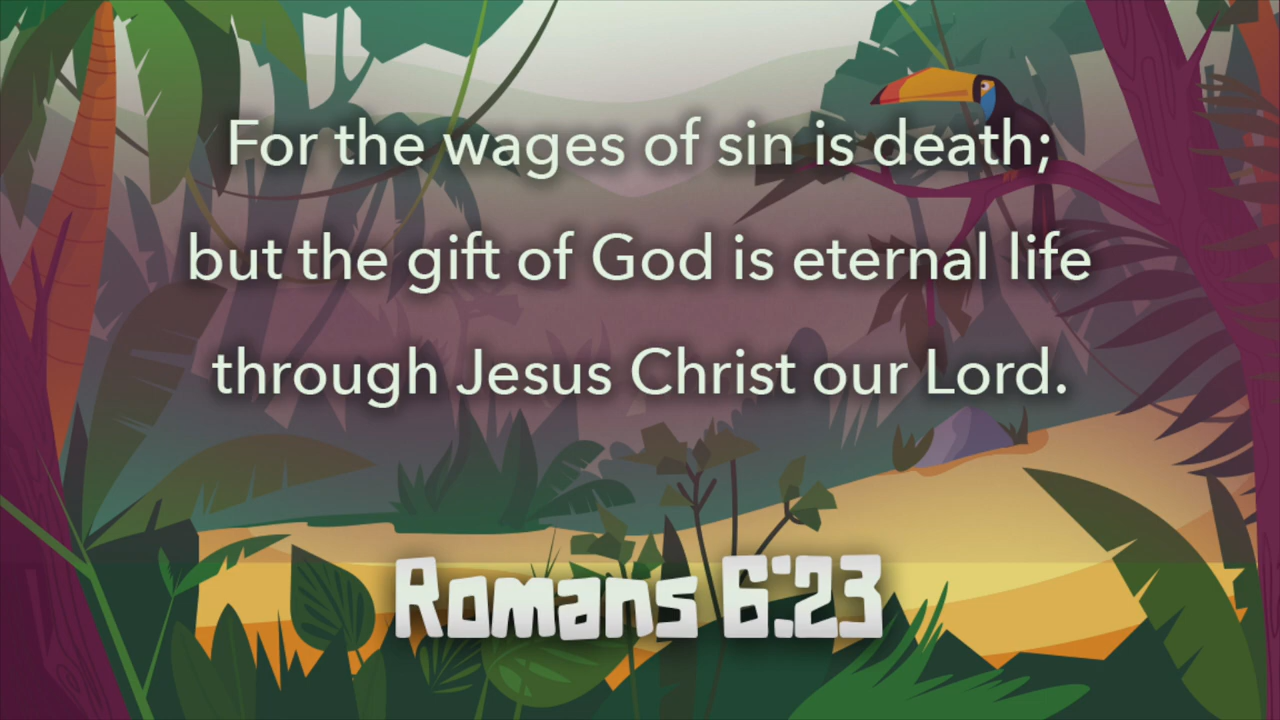 For the wages of sin is death;
but the gift of God is eternal life
through Jesus Christ our Lord.
Romans 6:23